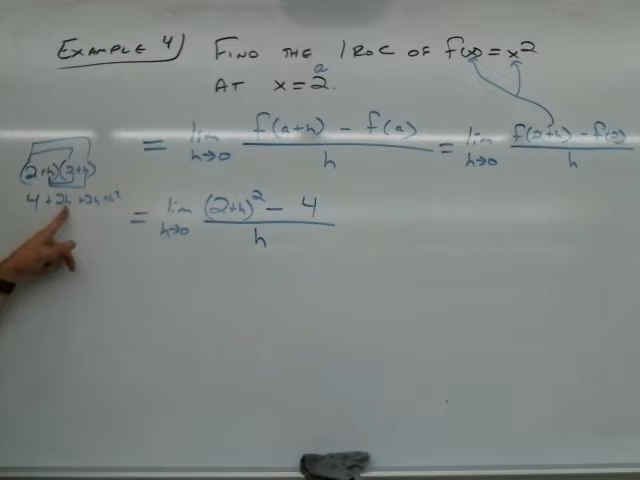 EXAMPLE 4) FIND THE IROC OF f(x) = x2
AT x = 2.
a
= lim h→0 f(a+h) - f(a) / h = lim h→0 f(2+h) - f(2) / h
(2+h)(2+h)
4 + 2h + 2h + h²
= lim h→0 (2+h)² - 4 / h